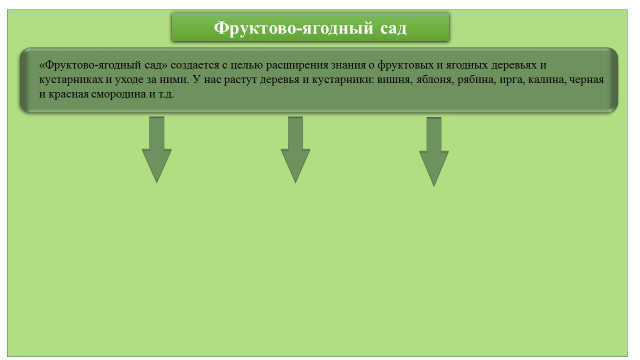 Фруктово-ягодный сад
«Фруктово-ягодный сад» создается с целью расширения знания о фруктовых и ягодных деревьях и
кустарниках и уходе за ними. У нас растут деревья и кустарники: вишня, яблоня, рябина, ирга, калина, черная
и красная смородина и т.д.